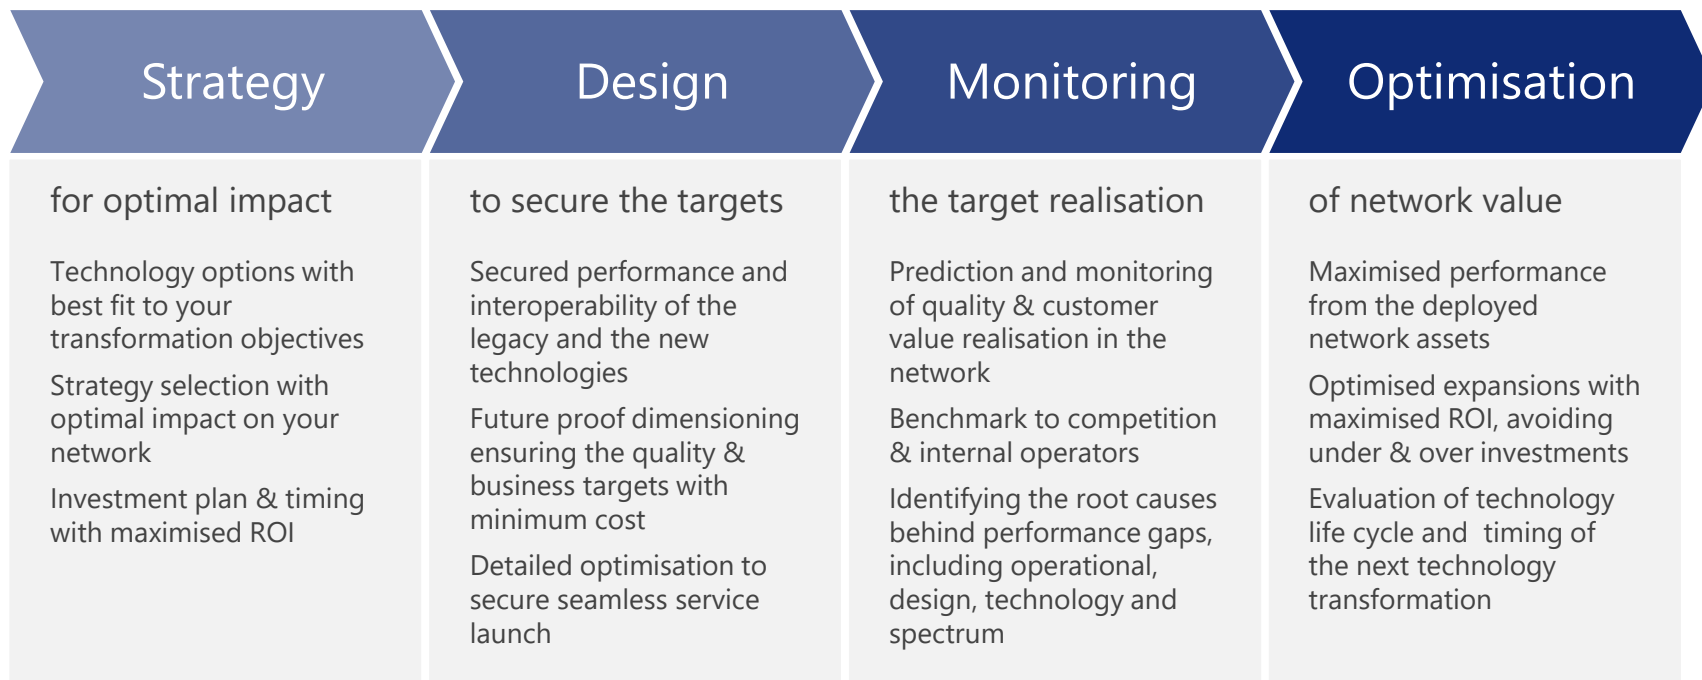 Strategy
for optimal impact
Technology options with
best fit to your
transformation objectives
Strategy selection with
optimal impact on your
network
Investment plan & timing
with maximised ROI
Design
to secure the targets
Secured performance and
interoperability of the
legacy and the new
technologies
Future proof dimensioning
ensuring the quality &
business targets with
minimum cost
Detailed optimisation to
secure seamless service
launch
Monitoring
the target realisation
Prediction and monitoring
of quality & customer
value realisation in the
network
Benchmark to competition
& internal operators
Identifying the root causes
behind performance gaps,
including operational,
design, technology and
spectrum
Optimisation
of network value
Maximised performance
from the deployed
network assets
Optimised expansions with
maximised ROI, avoiding
under & over investments
Evaluation of technology
life cycle and  timing of
the next technology
transformation